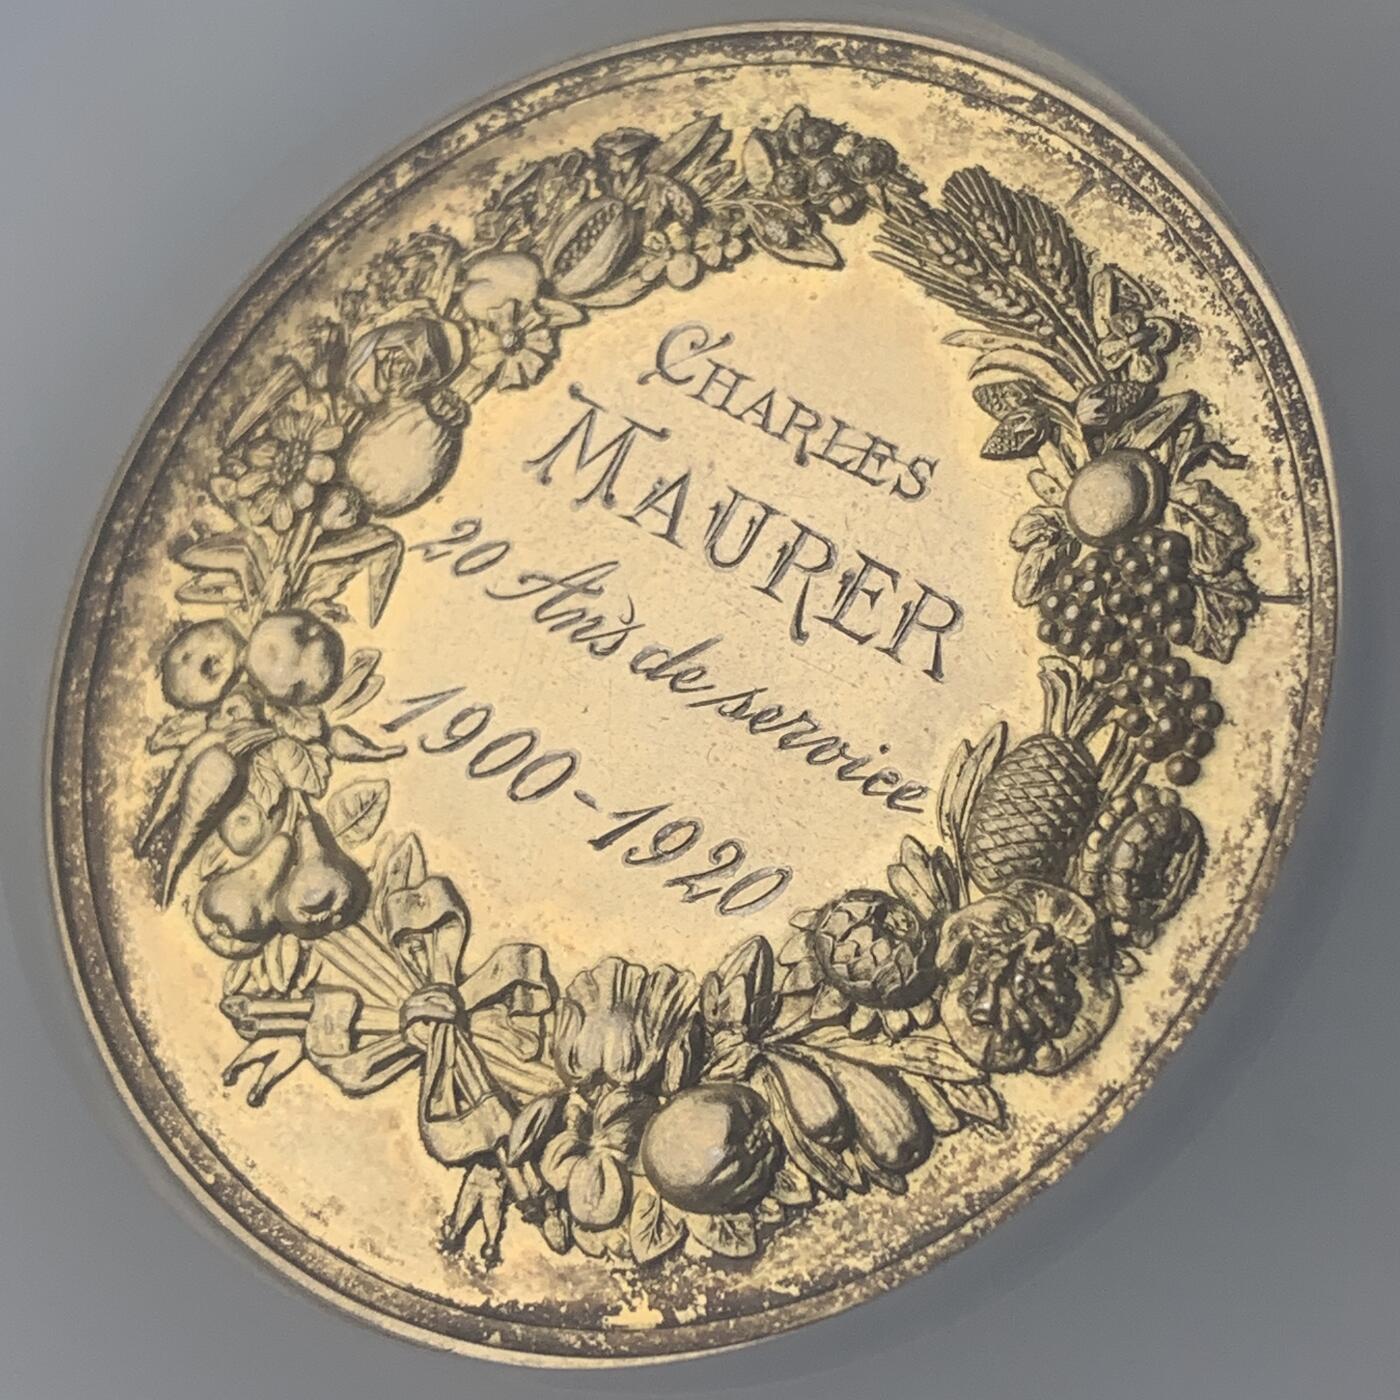 CHARLES
MAURER
20 Ans de service
1900-1920